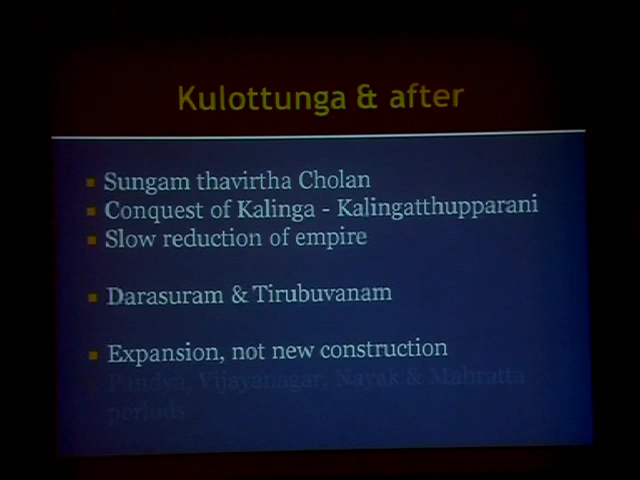 Kulottunga & after
Sungam thavirtha Cholan
Conquest of Kalinga - Kalingatthupparani
Slow reduction of empire
Darasuram & Tirubuvanam
Expansion, not new construction
Pandya, Vijayanagar, Nayak & Mahratta
periods